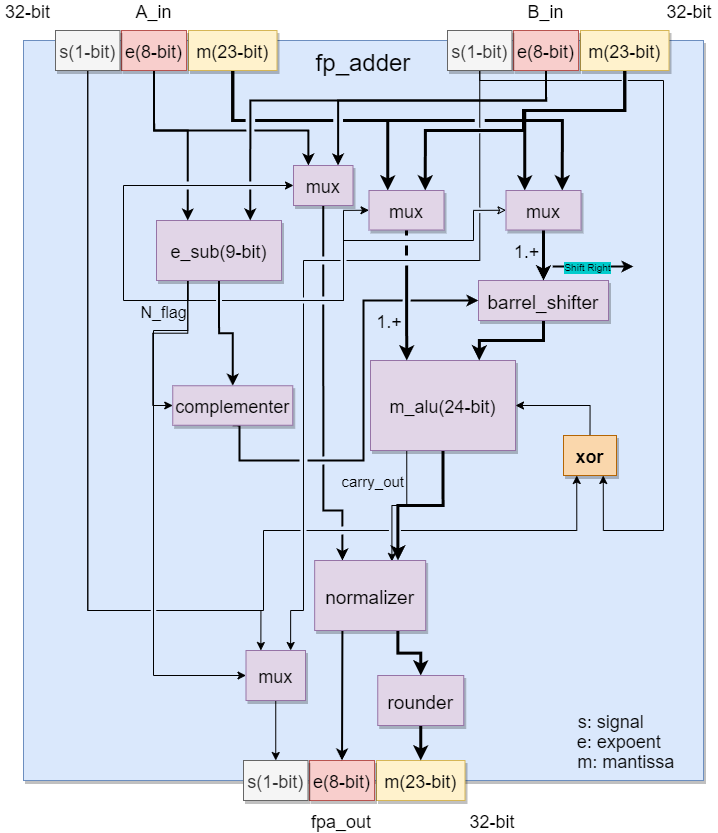 32-bit
A_in
B_in
32-bit
s(1-bit)
e(8-bit)
m(23-bit)
s(1-bit)
e(8-bit)
m(23-bit)
fp_adder
mux
mux
mux
e_sub(9-bit)
1.+
Shift Right
N_flag
barrel_shifter
1.+
complementer
m_alu(24-bit)
xor
carry_out
normalizer
mux
rounder
s: signal
e: expoent
m: mantissa
s(1-bit)
e(8-bit)
m(23-bit)
fpa_out
32-bit